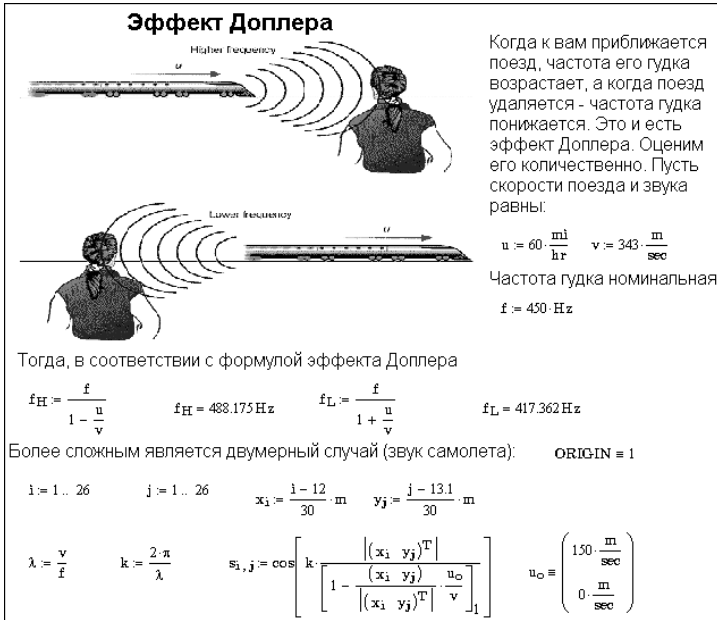 Эффект Доплера
Higher frequency
u
Когда к вам приближается
поезд, частота его гудка
возрастает, а когда поезд
удаляется - частота гудка
понижается. Это и есть
эффект Доплера. Оценим
его количественно. Пусть
скорости поезда и звука
равны:
u := 60·mi/hr v := 343·m/sec
Lower frequency
u
Частота гудка номинальная
f := 450·Hz
Тогда, в соответствии с формулой эффекта Доплера
f_H := f/(1 - u/v) f_H = 488.175 Hz f_L := f/(1 + u/v) f_L = 417.362 Hz
Более сложным является двумерный случай (звук самолета): ORIGIN ≡ 1
i := 1 .. 26 j := 1 .. 26 x_i := (i - 12)/30·m y_j := (j - 13.1)/30·m
λ := v/f k := 2·π/λ s_i,j := cos[k·|(x_i y_j)^T|/[1 - (x_i y_j)/|(x_i y_j)^T|·u_o/v]_1] u_o ≡ (150·m/sec 0·m/sec)